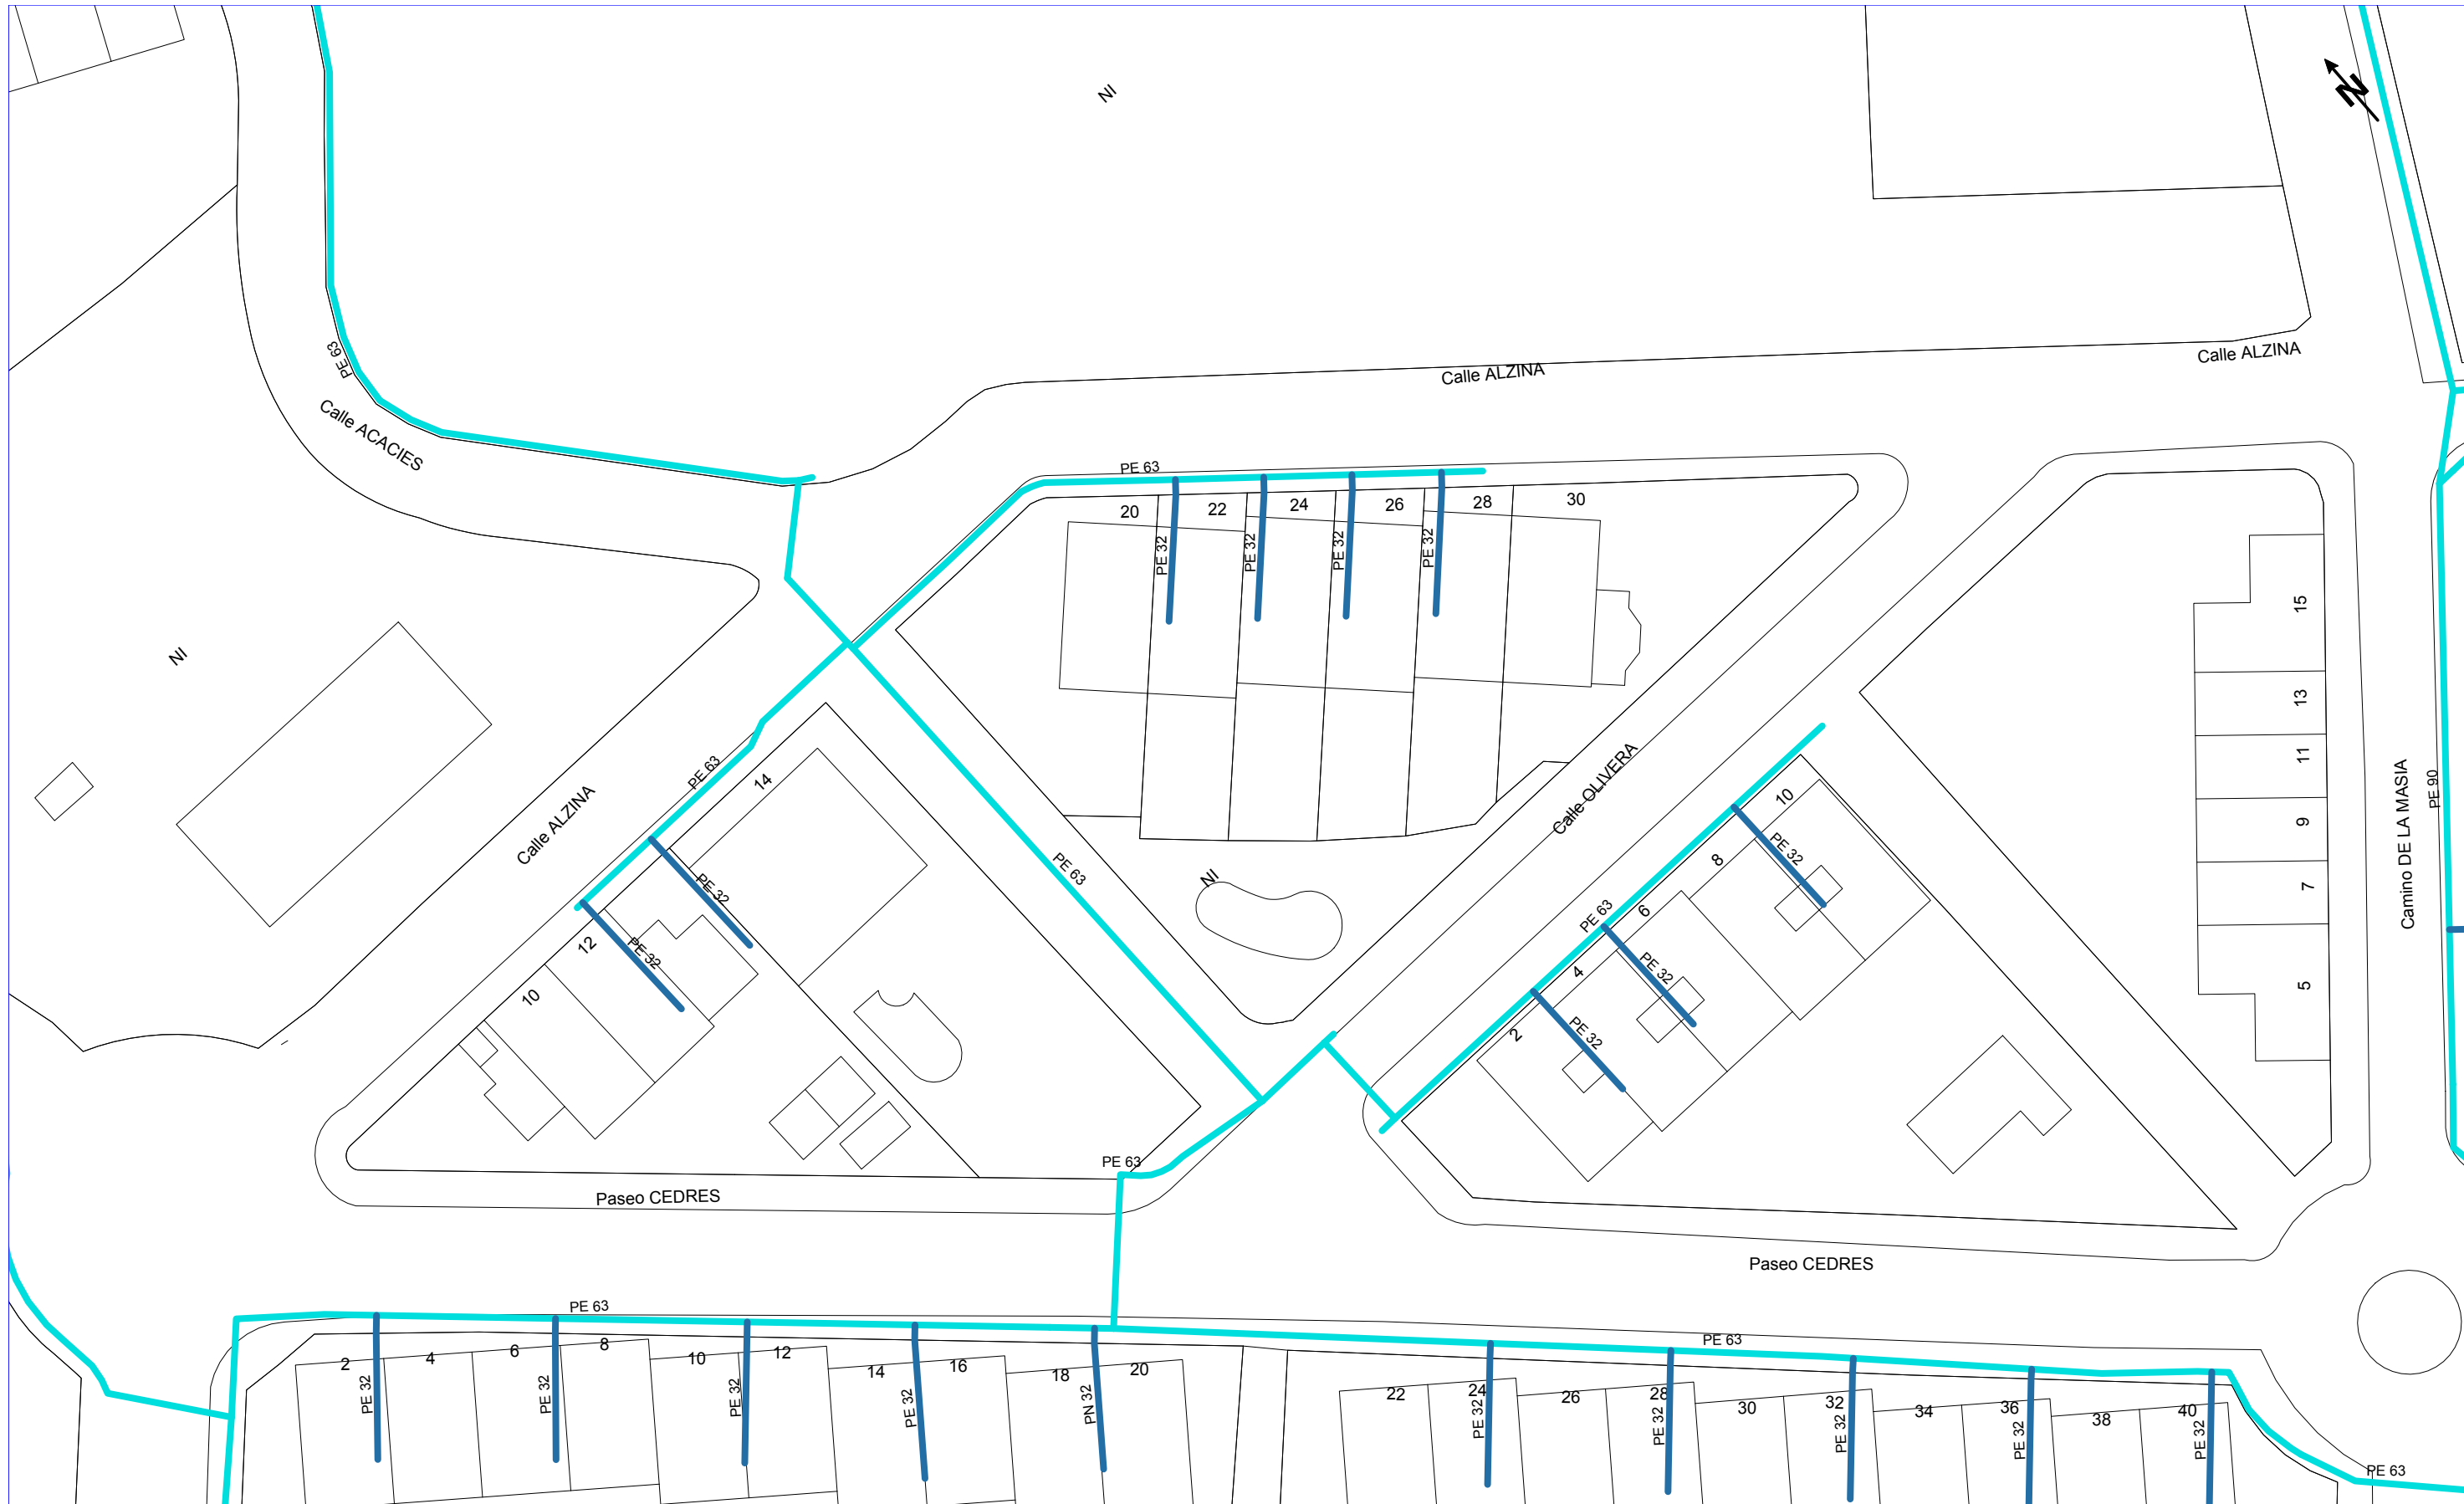 NI
N
PE 63
Calle ACACIES
Calle ALZINA
Calle ALZINA
PE 63
20
22
24
26
28
30
PE 32
PE 32
PE 32
PE 32
NI
PE 63
14
Calle ALZINA
PE 32
12
PE 32
10
PE 63
NI
Calle OLIVERA
10
PE 32
8
PE 63
6
PE 32
4
PE 32
2
15
13
11
9
7
5
Camino DE LA MASIA
PE 90
PE 63
Paseo CEDRES
Paseo CEDRES
PE 63
PE 63
2
4
6
8
10
12
14
16
18
20
22
24
26
28
30
32
34
36
38
40
PE 32
PE 32
PE 32
PE 32
PN 32
PE 32
PE 32
PE 32
PE 32
PE 32
PE 63